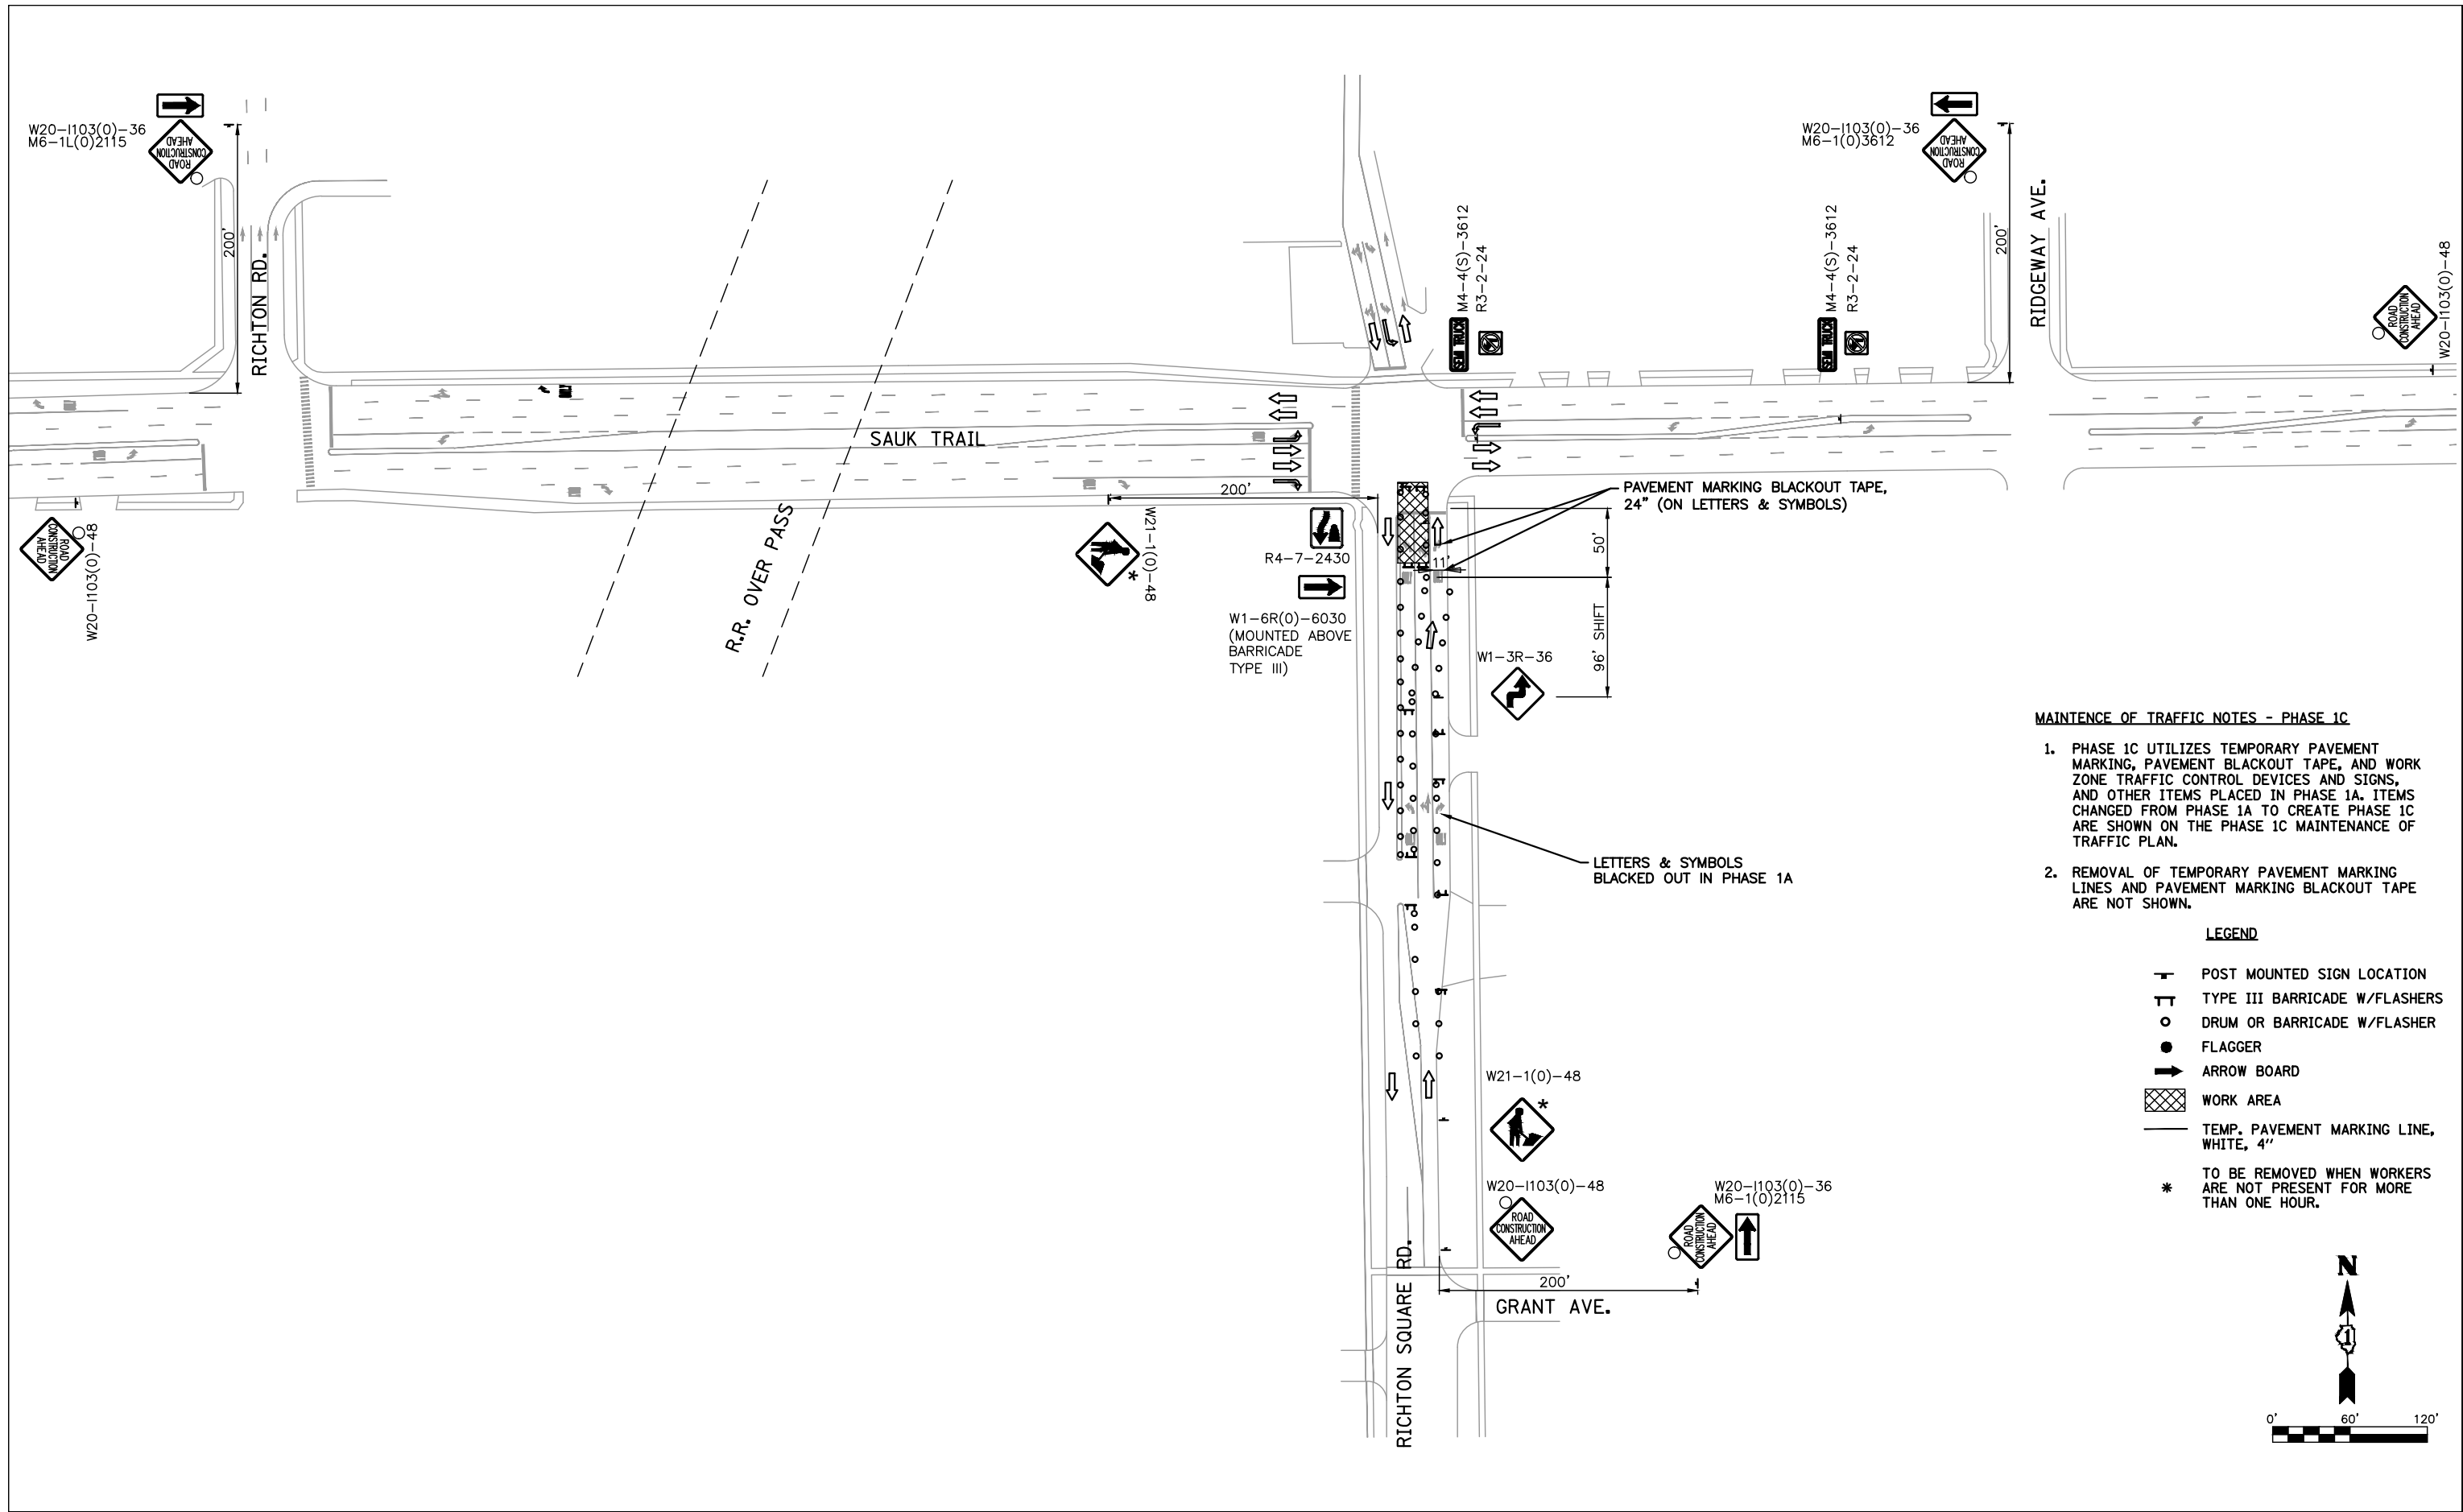 W20-I103(0)-36
M6-1L(0)2115
ROAD
CONSTRUCTION
AHEAD
200'
RICHTON RD.
W20-I103(0)-36
M6-1(0)3612
ROAD
CONSTRUCTION
AHEAD
200'
RIDGEWAY AVE.
ROAD
CONSTRUCTION
AHEAD
W20-I103(0)-48
M4-4(S)-3612
R3-2-24
SEMI TRUCK
M4-4(S)-3612
R3-2-24
SEMI TRUCK
SAUK TRAIL
R.R. OVER PASS
ROAD
CONSTRUCTION
AHEAD
W20-I103(0)-48
200'
W21-1(0)-48
*
R4-7-2430
W1-6R(0)-6030
(MOUNTED ABOVE
BARRICADE
TYPE III)
PAVEMENT MARKING BLACKOUT TAPE,
24" (ON LETTERS & SYMBOLS)
11'
50'
96' SHIFT
W1-3R-36
LETTERS & SYMBOLS
BLACKED OUT IN PHASE 1A
W21-1(0)-48
*
W20-I103(0)-48
ROAD
CONSTRUCTION
AHEAD
W20-I103(0)-36
M6-1(0)2115
ROAD
CONSTRUCTION
AHEAD
200'
GRANT AVE.
RICHTON SQUARE RD.
MAINTENCE OF TRAFFIC NOTES - PHASE 1C
1. PHASE 1C UTILIZES TEMPORARY PAVEMENT
MARKING, PAVEMENT BLACKOUT TAPE, AND WORK
ZONE TRAFFIC CONTROL DEVICES AND SIGNS,
AND OTHER ITEMS PLACED IN PHASE 1A. ITEMS
CHANGED FROM PHASE 1A TO CREATE PHASE 1C
ARE SHOWN ON THE PHASE 1C MAINTENANCE OF
TRAFFIC PLAN.
2. REMOVAL OF TEMPORARY PAVEMENT MARKING
LINES AND PAVEMENT MARKING BLACKOUT TAPE
ARE NOT SHOWN.
LEGEND
POST MOUNTED SIGN LOCATION
TYPE III BARRICADE W/FLASHERS
DRUM OR BARRICADE W/FLASHER
FLAGGER
ARROW BOARD
WORK AREA
TEMP. PAVEMENT MARKING LINE,
WHITE, 4"
TO BE REMOVED WHEN WORKERS
* ARE NOT PRESENT FOR MORE
THAN ONE HOUR.
N
1
0' 60' 120'